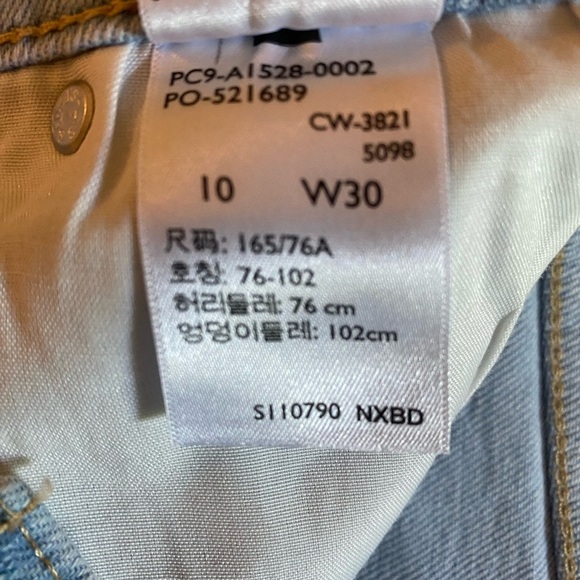 PC9-A1528-0002
PO-521689
CW-3821
5098
10 W30
尺码: 165/76A
호칭: 76-102
허리둘레: 76 cm
엉덩이둘레: 102cm
S110790 NXBD